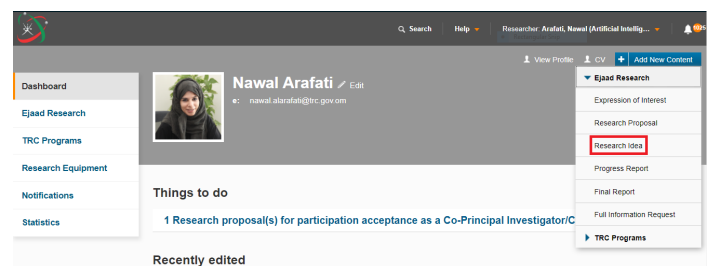 Search Help Researcher: Arafati, Nawal (Artificial Intellig...
View Profile CV + Add New Content
Dashboard
Ejaad Research
TRC Programs
Research Equipment
Notifications
Statistics
Nawal Arafati Edit
e: nawal.alarafati@trc.gov.om
Ejaad Research
Expression of Interest
Research Proposal
Research Idea
Progress Report
Final Report
Full Information Request
TRC Programs
Things to do
1 Research proposal(s) for participation acceptance as a Co-Principal Investigator/C
Recently edited